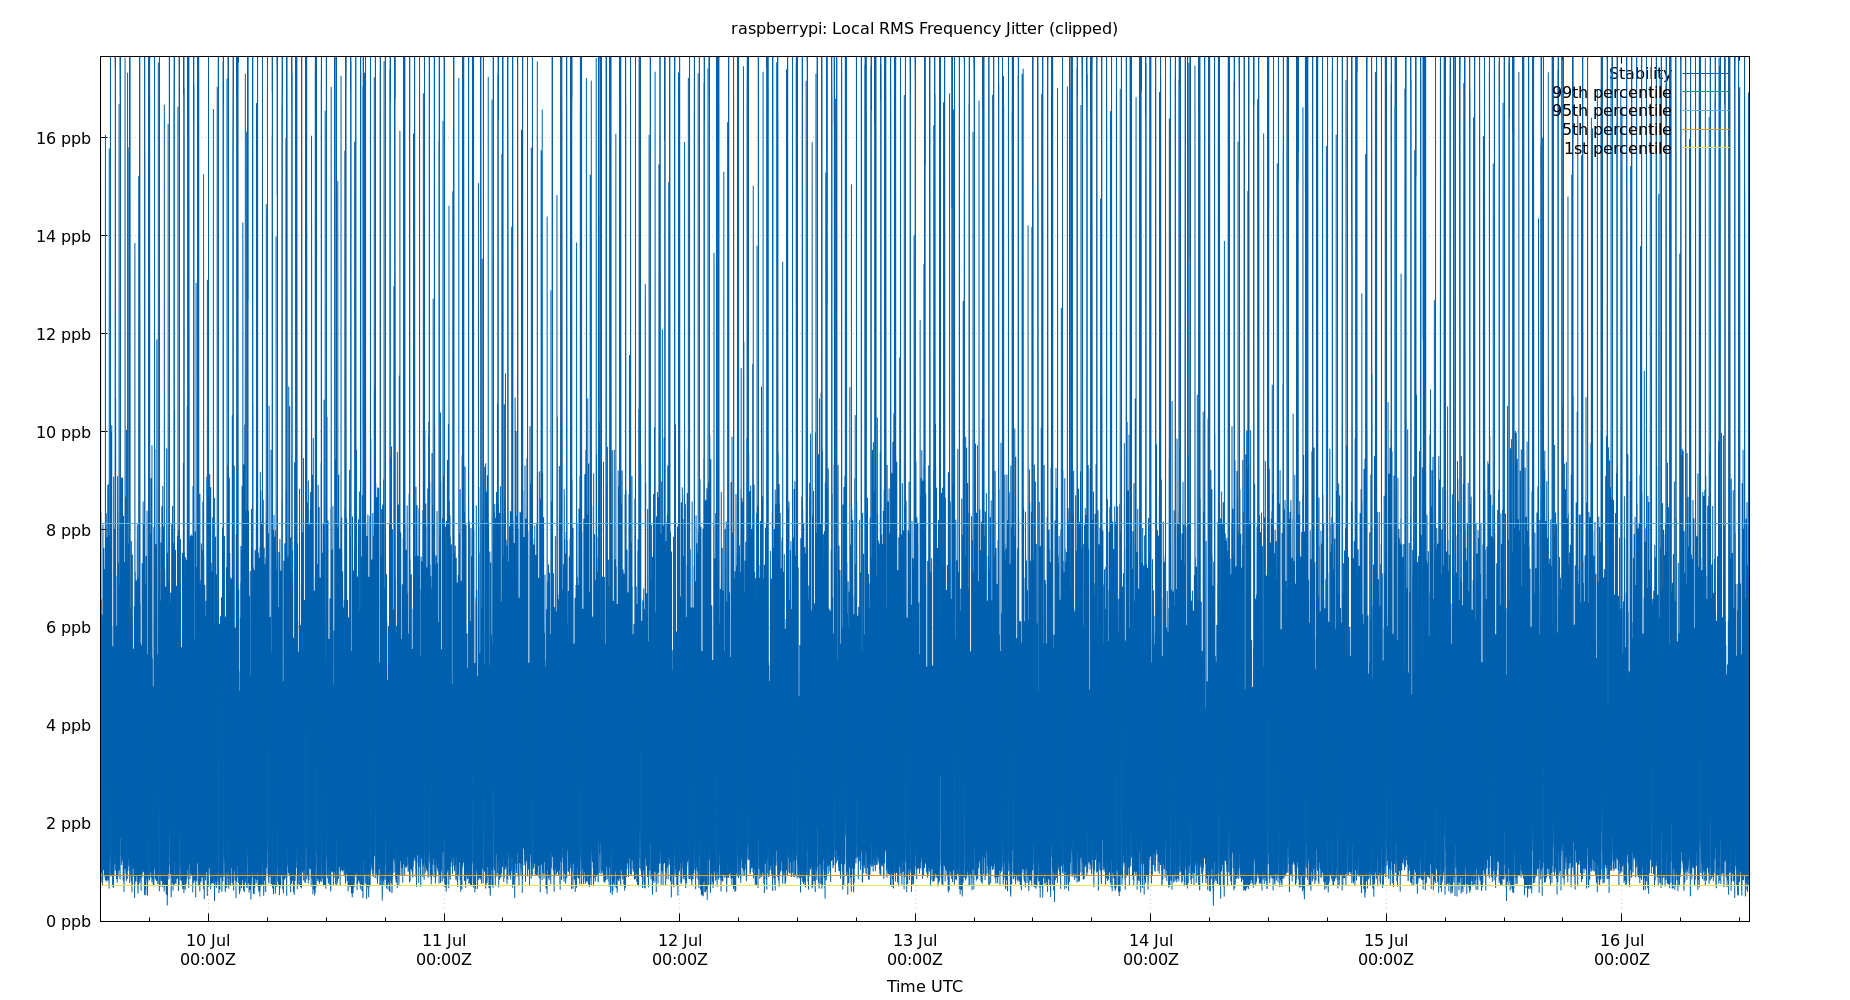 raspberrypi: Local RMS Frequency Jitter (clipped)
Stability
99th percentile
95th percentile
5th percentile
1st percentile
16 ppb
14 ppb
12 ppb
10 ppb
8 ppb
6 ppb
4 ppb
2 ppb
0 ppb
10 Jul 11 Jul 12 Jul 13 Jul 14 Jul 15 Jul 16 Jul
00:00Z 00:00Z 00:00Z 00:00Z 00:00Z 00:00Z 00:00Z
Time UTC